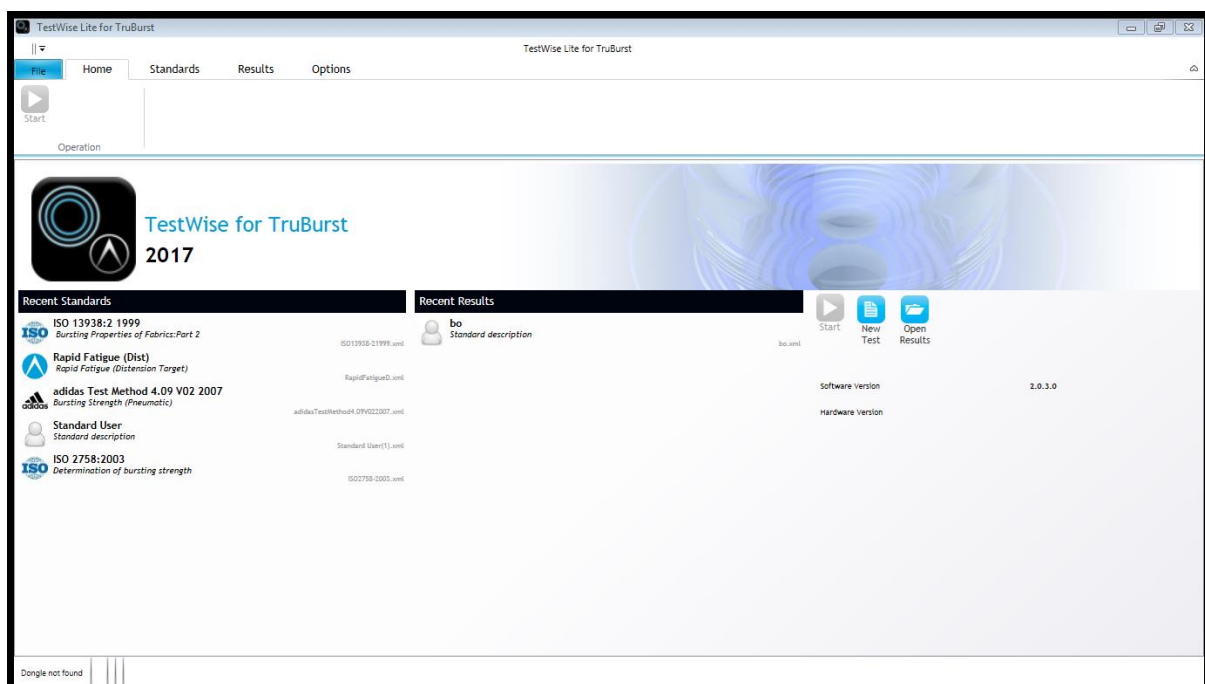 TestWise Lite for TruBurst
TestWise Lite for TruBurst
File Home Standards Results Options
Start
Operation
TestWise for TruBurst
2017
Recent Standards
ISO 13938:2 1999
Bursting Properties of Fabrics:Part 2
ISO13938-21999.xml
Rapid Fatigue (Dist)
Rapid Fatigue (Distension Target)
RapidFatigueD.xml
adidas Test Method 4.09 V02 2007
Bursting Strength (Pneumatic)
adidasTestMethod4.09V022007.xml
Standard User
Standard description
Standard User(1).xml
ISO 2758:2003
Determination of bursting strength
ISO2758-2003.xml
ISO
adidas
ISO
Recent Results
bo
Standard description
bo.xml
Start
New Test
Open Results
Software Version 2.0.3.0
Hardware Version
Dongle not found